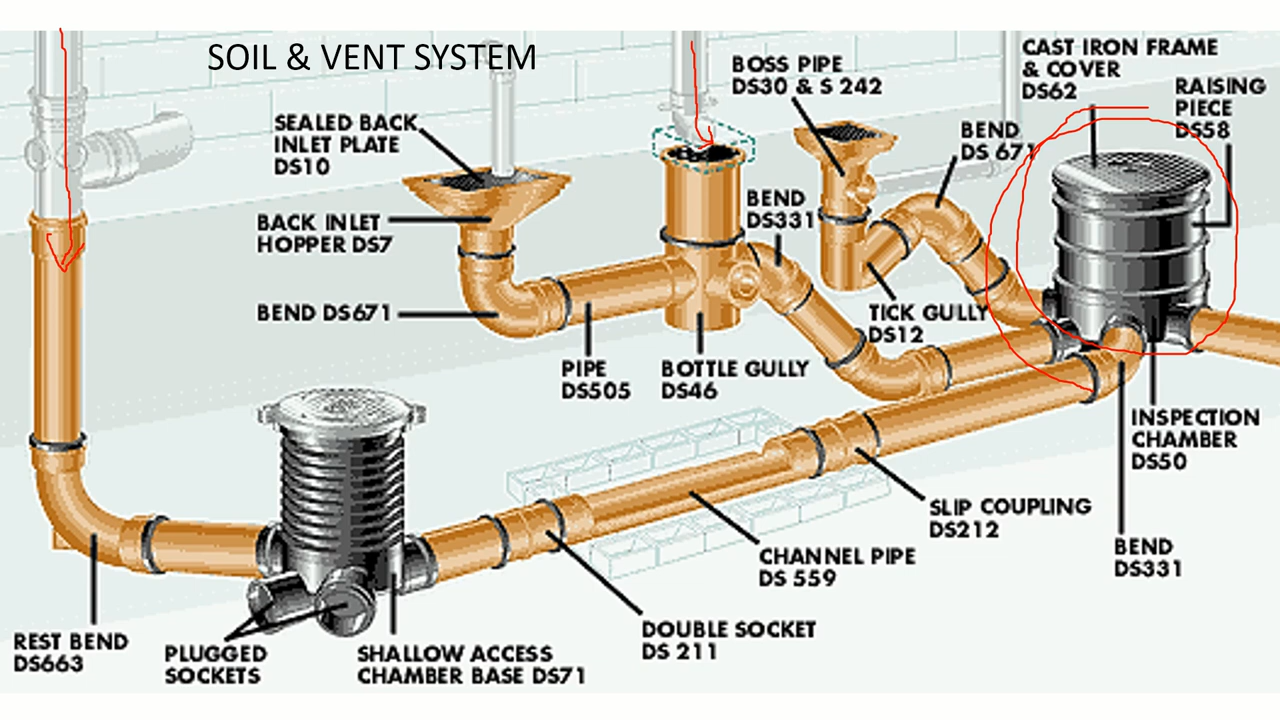 SOIL & VENT SYSTEM
CAST IRON FRAME
& COVER
DS62
BOSS PIPE
DS30 & S 242
RAISING
PIECE
DS58
SEALED BACK
INLET PLATE
DS10
BEND
DS 671
BACK INLET
HOPPER DS7
BEND
DS331
BEND DS671
TICK GULLY
DS12
PIPE
DS505
BOTTLE GULLY
DS46
INSPECTION
CHAMBER
DS50
SLIP COUPLING
DS212
CHANNEL PIPE
DS 559
BEND
DS331
DOUBLE SOCKET
DS 211
REST BEND
DS663
PLUGGED
SOCKETS
SHALLOW ACCESS
CHAMBER BASE DS71